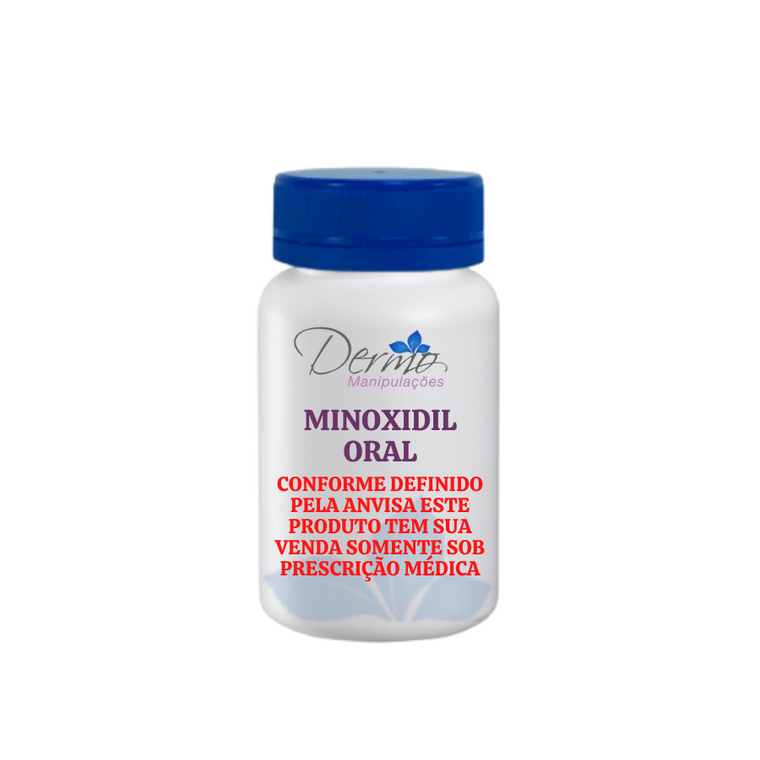 Dermo
Manipulações
MINOXIDIL
ORAL
CONFORME DEFINIDO
PELA ANVISA ESTE
PRODUTO TEM SUA
VENDA SOMENTE SOB
PRESCRIÇÃO MÉDICA